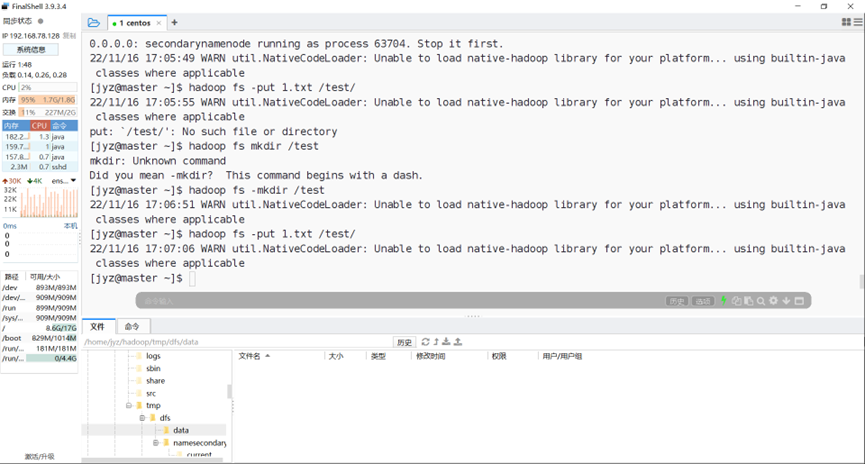 FinalShell 3.9.4
同步状态
IP 192.168.78.128 复制
系统信息
运行 1:48
负载 0.14, 0.26, 0.28
CPU 2%
内存 95% 1.7G/1.8G
交换 11% 227M/2G
内存 CPU 命令
182.2... 1.3 java
159.7... 1 java
157.8... 0.7 java
2.3M 0.7 sshd
30K 4K ens...
32K
22K
11K
0ms 本机
0
0
0
路径 可用/大小
/dev 893M/893M
/dev/... 909M/909M
/run 899M/909M
/sys/... 909M/909M
/ 8.6G/17G
/boot 829M/1014M
/run/... 181M/181M
/run/... 0/4.4G
激活/升级
1 centos × +
0.0.0.0: secondarynamenode running as process 63704. Stop it first.
22/11/16 17:05:49 WARN util.NativeCodeLoader: Unable to load native-hadoop library for your platform... using builtin-java
classes where applicable
[jyz@master ~]$ hadoop fs -put 1.txt /test/
22/11/16 17:05:55 WARN util.NativeCodeLoader: Unable to load native-hadoop library for your platform... using builtin-java
classes where applicable
put: `/test/': No such file or directory
[jyz@master ~]$ hadoop fs mkdir /test
mkdir: Unknown command
Did you mean -mkdir?  This command begins with a dash.
[jyz@master ~]$ hadoop fs -mkdir /test
22/11/16 17:06:51 WARN util.NativeCodeLoader: Unable to load native-hadoop library for your platform... using builtin-java
classes where applicable
[jyz@master ~]$ hadoop fs -put 1.txt /test/
22/11/16 17:07:06 WARN util.NativeCodeLoader: Unable to load native-hadoop library for your platform... using builtin-java
classes where applicable
[jyz@master ~]$
命令输入 历史 选项
文件 命令
/home/jyz/hadoop/tmp/dfs/data 历史
logs
sbin
share
src
tmp
dfs
data
namesecondary
current
文件名 大小 类型 修改时间 权限 用户/用户组